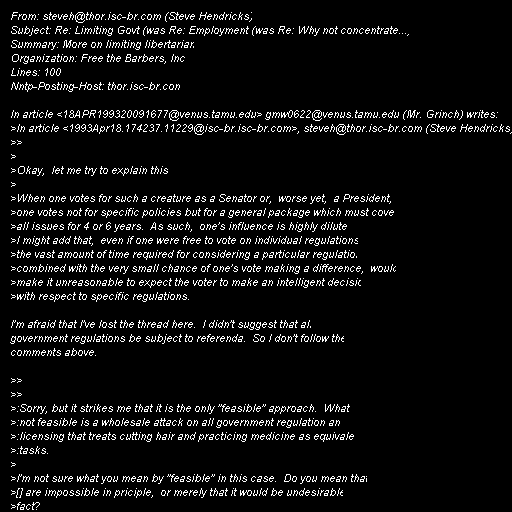 From: steveh@thor.isc-br.com (Steve Hendricks)
Subject: Re: Limiting Govt (was Re: Employment (was Re: Why not concentrate...,
Summary: More on limiting libertarian
Organization: Free the Barbers, Inc
Lines: 100
Nntp-Posting-Host: thor.isc-br.com

In article <18APR199320091677@venus.tamu.edu> gmw0622@venus.tamu.edu (Mr. Grinch) writes:
>In article <1993Apr18.174237.11229@isc-br.isc-br.com>, steveh@thor.isc-br.com (Steve Hendricks)
>>
>
>Okay,  let me try to explain this
>
>When one votes for such a creature as a Senator or,  worse yet,  a President,
>one votes not for specific policies but for a general package which must cove
>all issues for 4 or 6 years.  As such,  one's influence is highly dilute
>I might add that,  even if one were free to vote on individual regulations
>the vast amount of time required for considering a particular regulatio
>combined with the very small chance of one's vote making a difference,  would
>make it unreasonable to expect the voter to make an intelligent decisic
>with respect to specific regulations.

I'm afraid that I've lost the thread here.  I didn't suggest that al
government regulations be subject to referenda.  So I don't follow the
comments above.

>>
>>
>:Sorry, but it strikes me that it is the only "feasible" approach.  What
>:not feasible is a wholesale attack on all government regulation an
>:licensing that treats cutting hair and practicing medicine as equivale
>:tasks.
>
>I'm not sure what you mean by "feasible" in this case.  Do you mean that
>[] are impossible in priciple,  or merely that it would be undesirable
>fact?